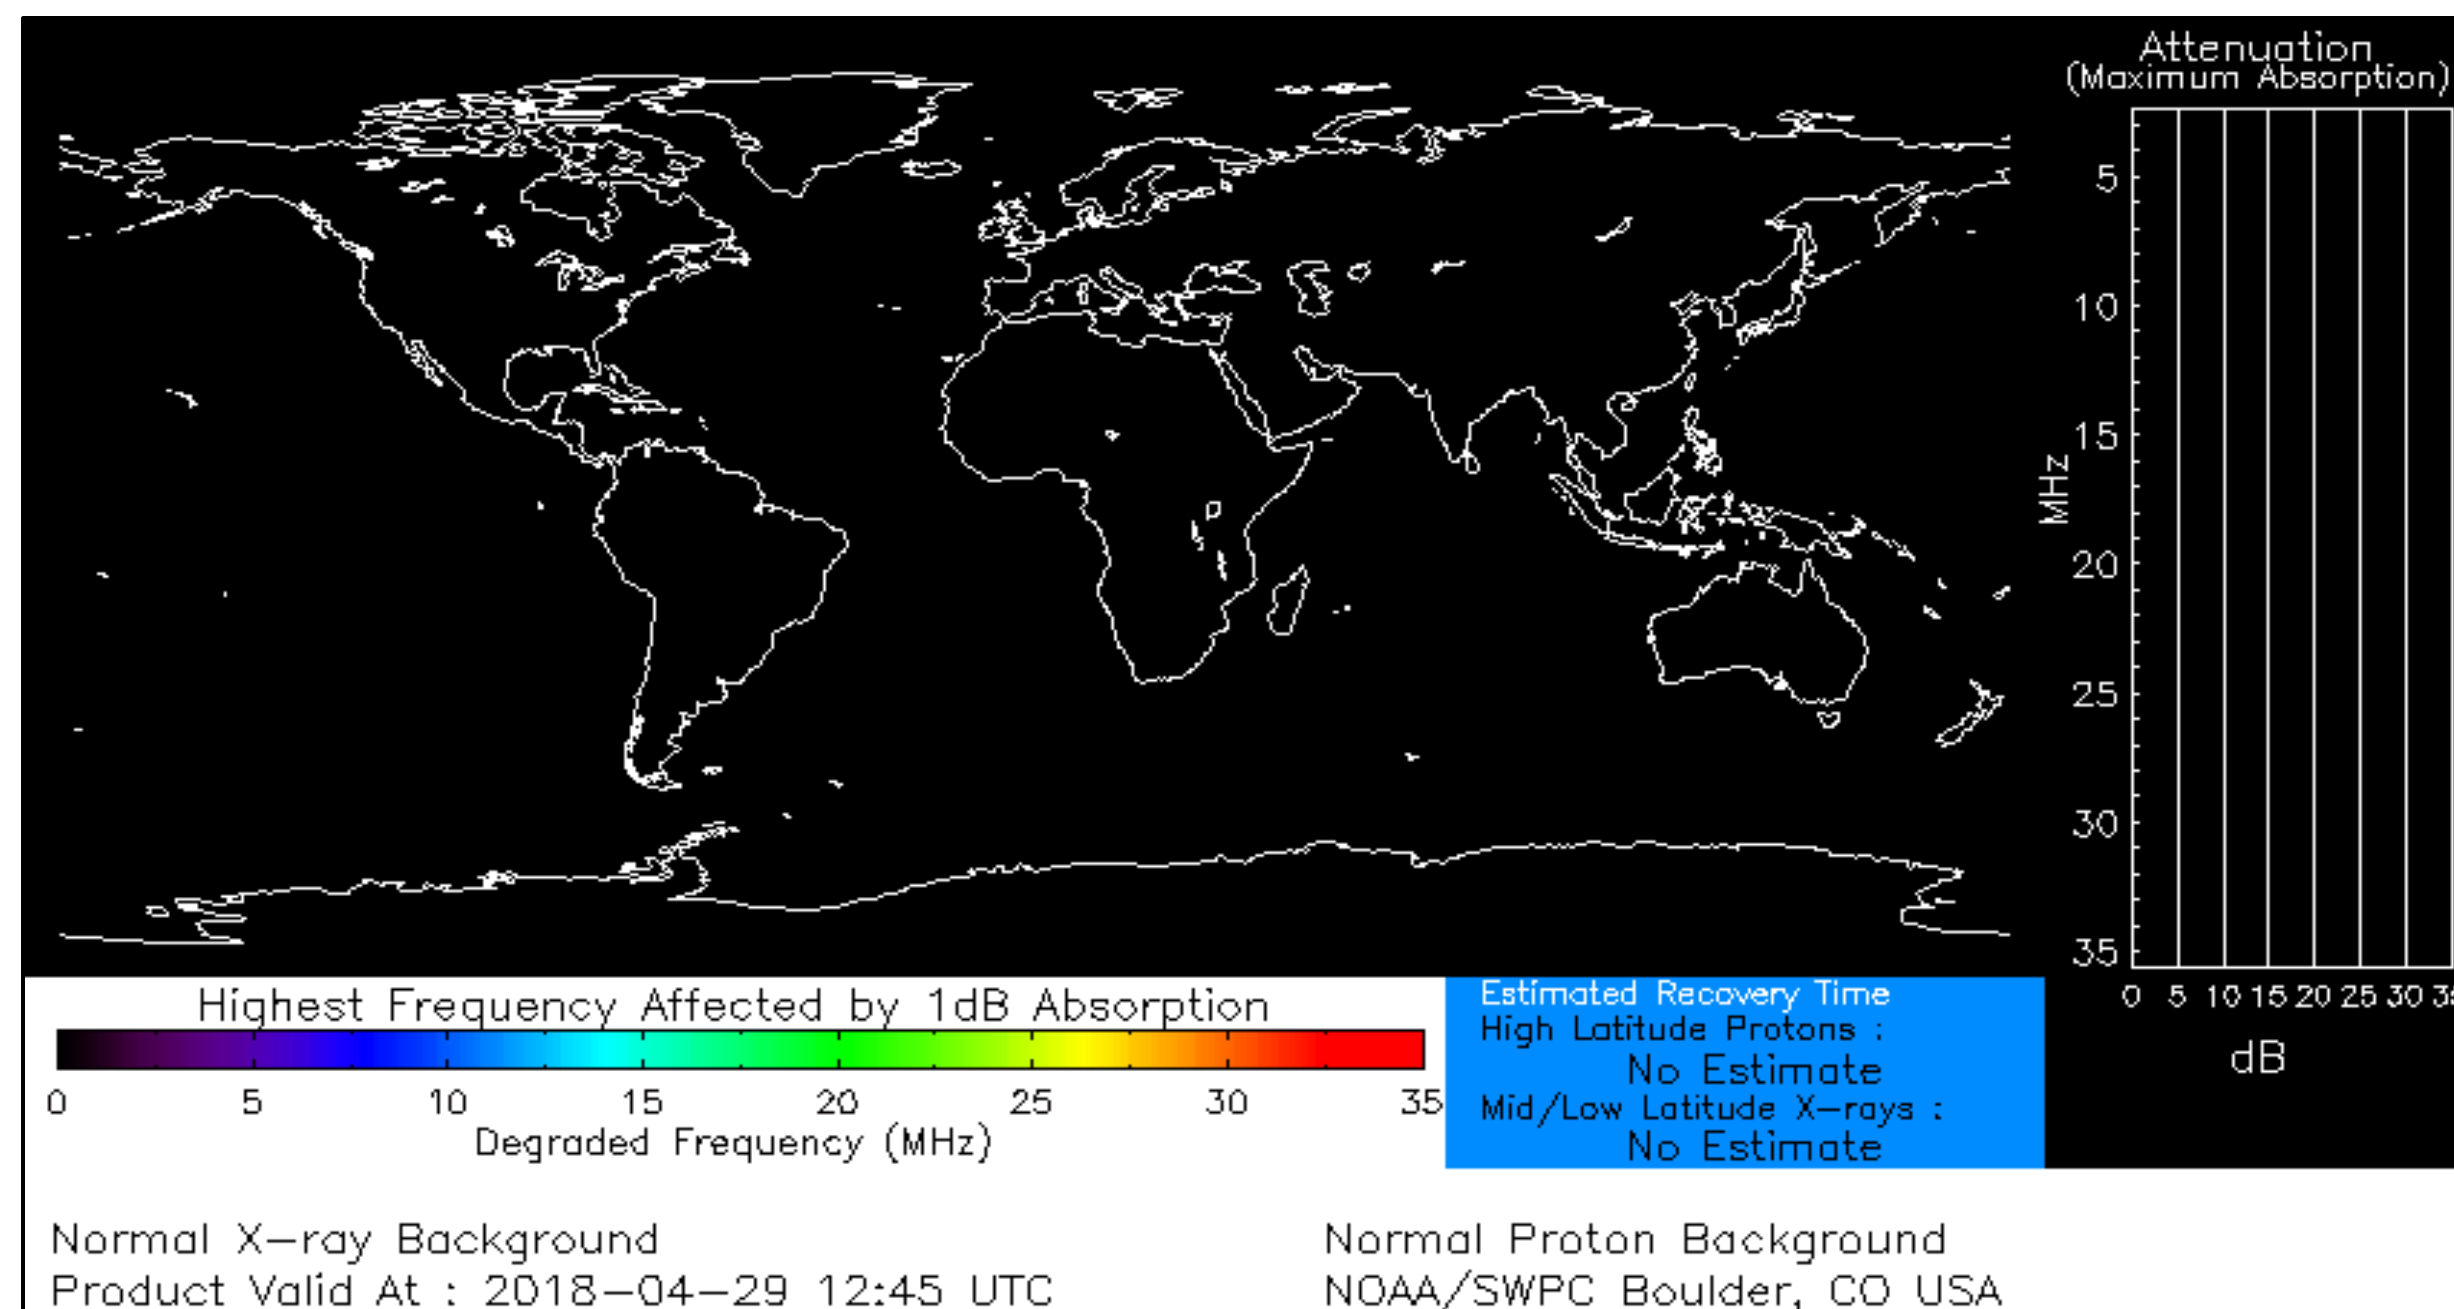 Attenuation
(Maximum Absorption)
5
10
15
20
25
30
35
MHz
0 5 10 15 20 25 30
dB
Highest Frequency Affected by 1dB Absorption
0 5 10 15 20 25 30 35
Degraded Frequency (MHz)
Estimated Recovery Time
High Latitude Protons :
No Estimate
Mid/Low Latitude X-rays :
No Estimate
Normal X-ray Background
Normal Proton Background
Product Valid At : 2018-04-29 12:45 UTC
NOAA/SWPC Boulder, CO USA